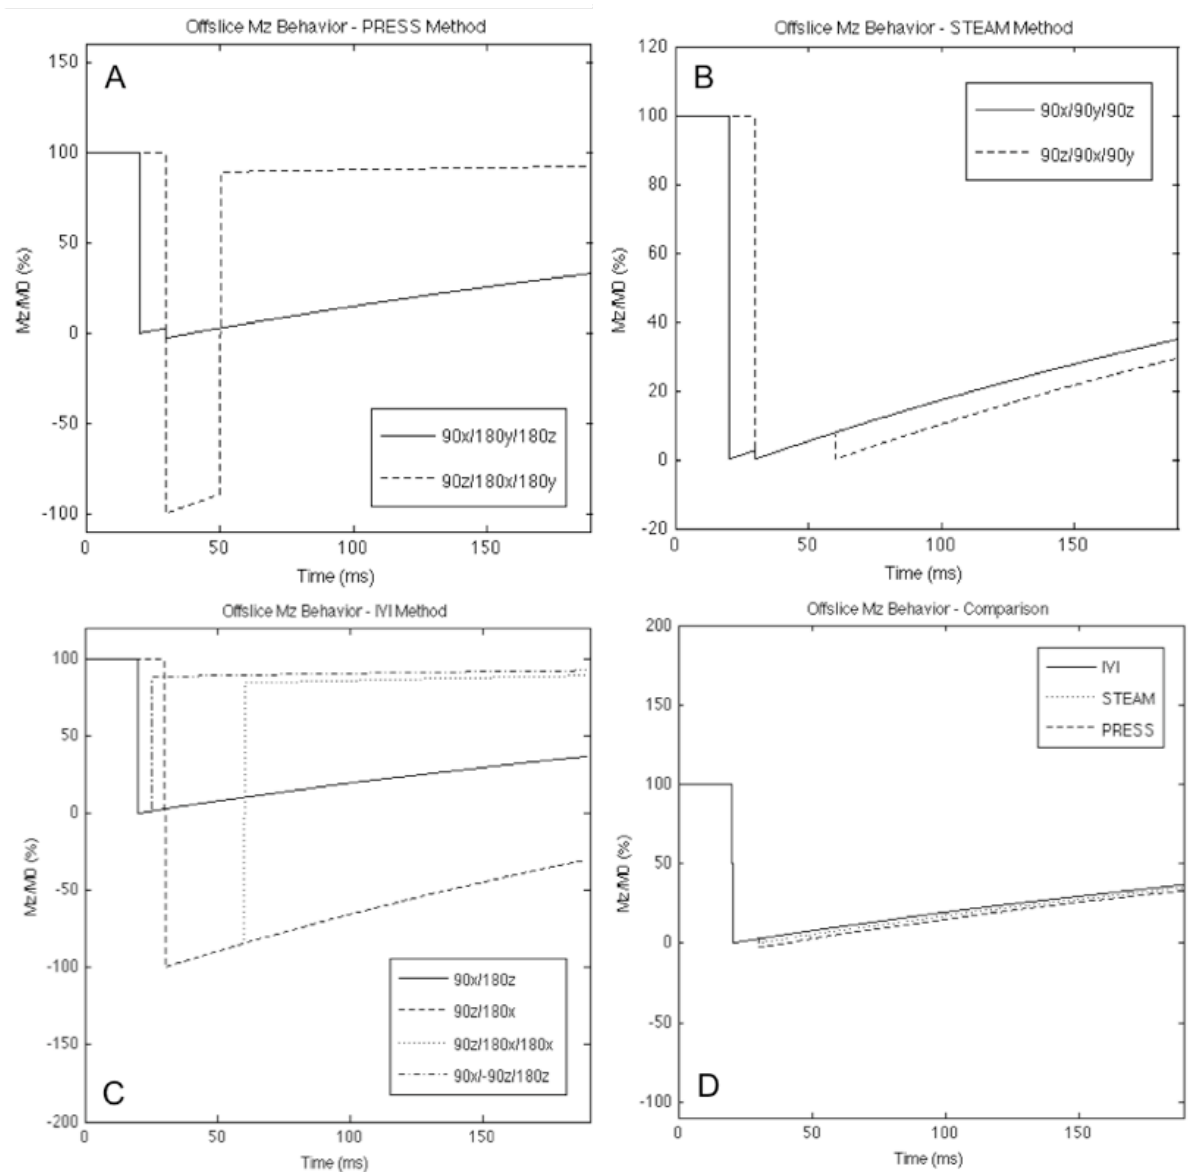 Offslice Mz Behavior - PRESS Method
A
150
100
50
0
-50
-100
Mz/M0 (%)
90x/180y/180z
90z/180x/180y
0
50
100
150
Time (ms)
Offslice Mz Behavior - STEAM Method
B
120
100
80
60
40
20
0
-20
Mz/M0 (%)
90x/90y/90z
90z/90x/90y
0
50
100
150
Time (ms)
Offslice Mz Behavior - IVI Method
100
50
0
-50
-100
-150
-200
Mz/M0 (%)
90x/180z
90z/180x
90z/180x/180x
90x/-90z/180z
C
0
50
100
150
Time (ms)
Offslice Mz Behavior - Comparison
200
150
100
50
0
-50
-100
Mz/M0 (%)
IVI
STEAM
PRESS
D
0
50
100
150
Time (ms)